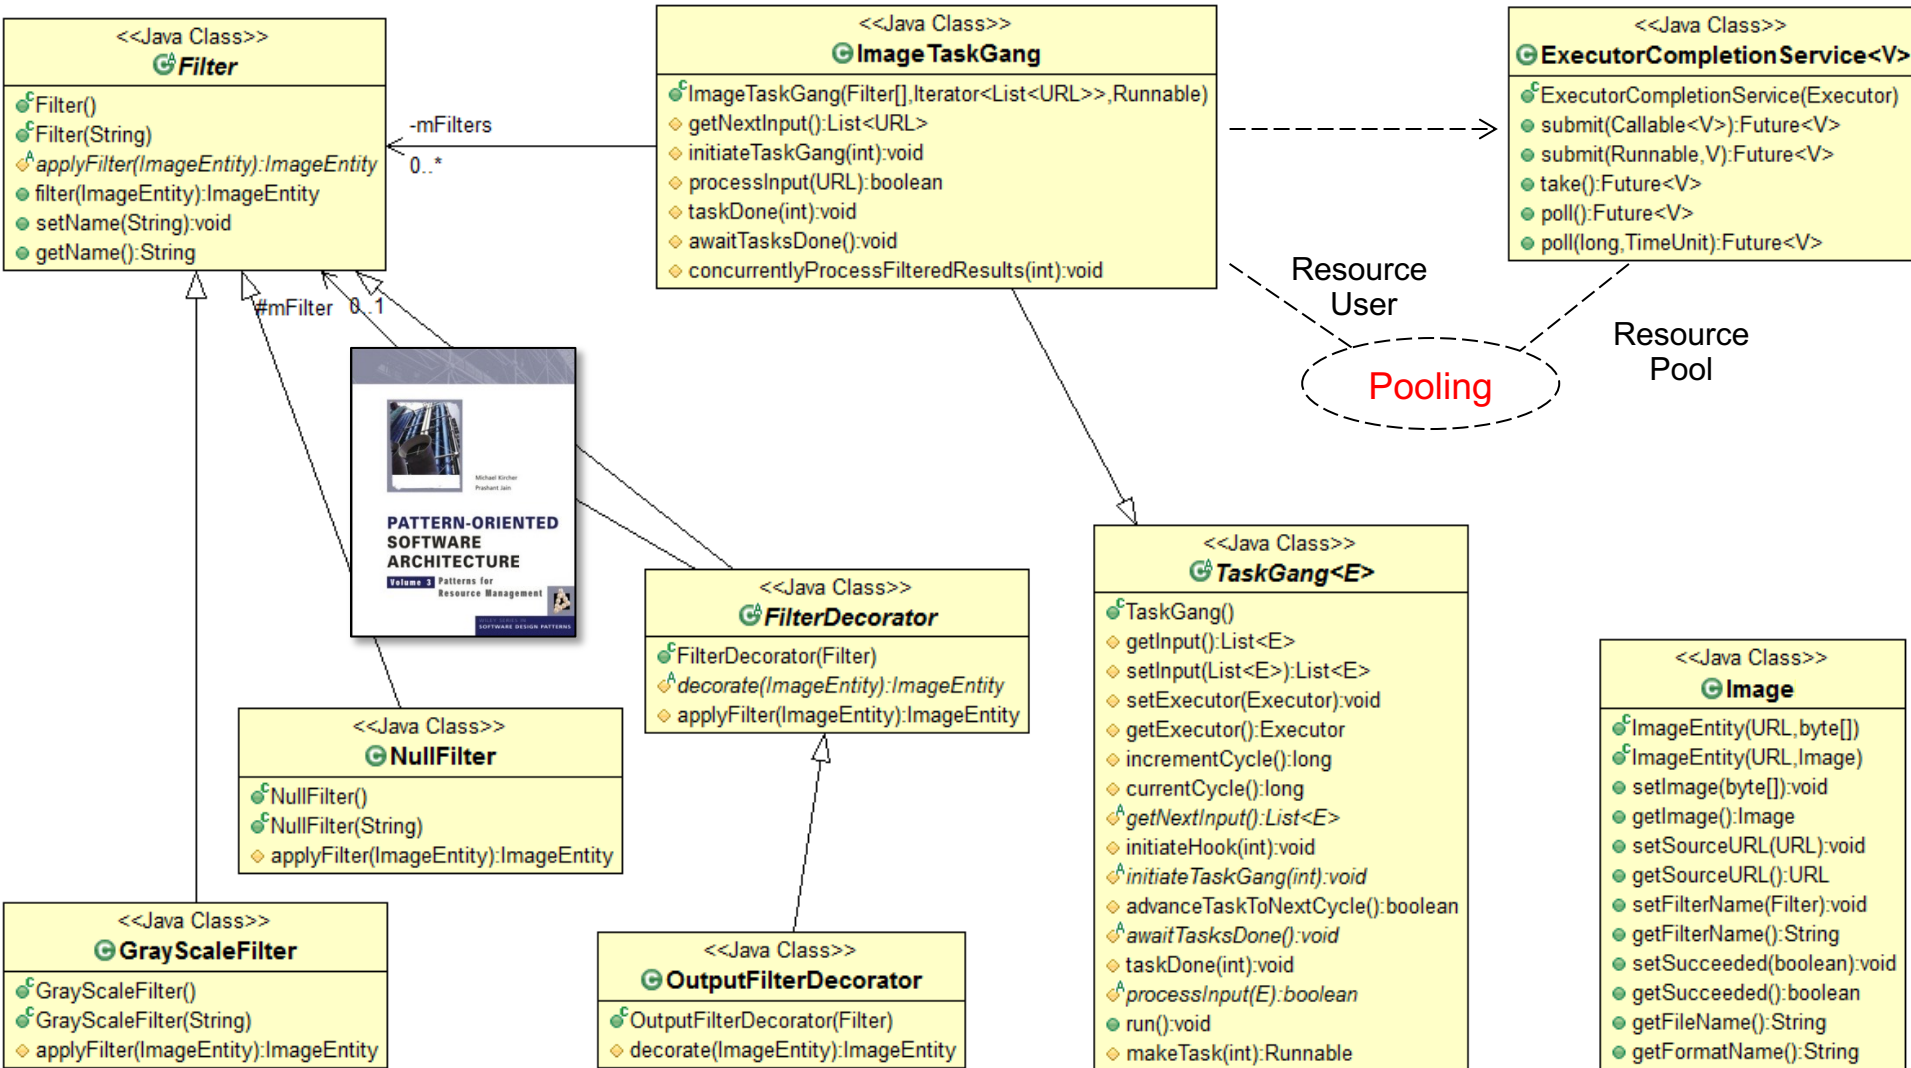 <<Java Class>>
Filter
Filter()
Filter(String)
applyFilter(ImageEntity):ImageEntity
filter(ImageEntity):ImageEntity
setName(String):void
getName():String
-mFilters
0..*
<<Java Class>>
ImageTaskGang
ImageTaskGang(Filter[],Iterator<List<URL>>,Runnable)
getNextInput():List<URL>
initiateTaskGang(int):void
processInput(URL):boolean
taskDone(int):void
awaitTasksDone():void
concurrentlyProcessFilteredResults(int):void
<<Java Class>>
ExecutorCompletionService<V>
ExecutorCompletionService(Executor)
submit(Callable<V>):Future<V>
submit(Runnable,V):Future<V>
take():Future<V>
poll():Future<V>
poll(long,TimeUnit):Future<V>
Resource
User
Resource
Pool
Pooling
#mFilter 0..1
Michael Kircher
Prashant Jain
PATTERN-ORIENTED
SOFTWARE
ARCHITECTURE
Volume 3 Patterns for
Resource Management
WILEY SERIES IN
SOFTWARE DESIGN PATTERNS
<<Java Class>>
FilterDecorator
FilterDecorator(Filter)
decorate(ImageEntity):ImageEntity
applyFilter(ImageEntity):ImageEntity
<<Java Class>>
NullFilter
NullFilter()
NullFilter(String)
applyFilter(ImageEntity):ImageEntity
<<Java Class>>
GrayScaleFilter
GrayScaleFilter()
GrayScaleFilter(String)
applyFilter(ImageEntity):ImageEntity
<<Java Class>>
OutputFilterDecorator
OutputFilterDecorator(Filter)
decorate(ImageEntity):ImageEntity
<<Java Class>>
TaskGang<E>
TaskGang()
getInput():List<E>
setInput(List<E>):List<E>
setExecutor(Executor):void
getExecutor():Executor
incrementCycle():long
currentCycle():long
getNextInput():List<E>
initiateHook(int):void
initiateTaskGang(int):void
advanceTaskToNextCycle():boolean
awaitTasksDone():void
taskDone(int):void
processInput(E):boolean
run():void
makeTask(int):Runnable
<<Java Class>>
Image
ImageEntity(URL,byte[])
ImageEntity(URL,Image)
setImage(byte[]):void
getImage():Image
setSourceURL(URL):void
getSourceURL():URL
setFilterName(Filter):void
getFilterName():String
setSucceeded(boolean):void
getSucceeded():boolean
getFileName():String
getFormatName():String